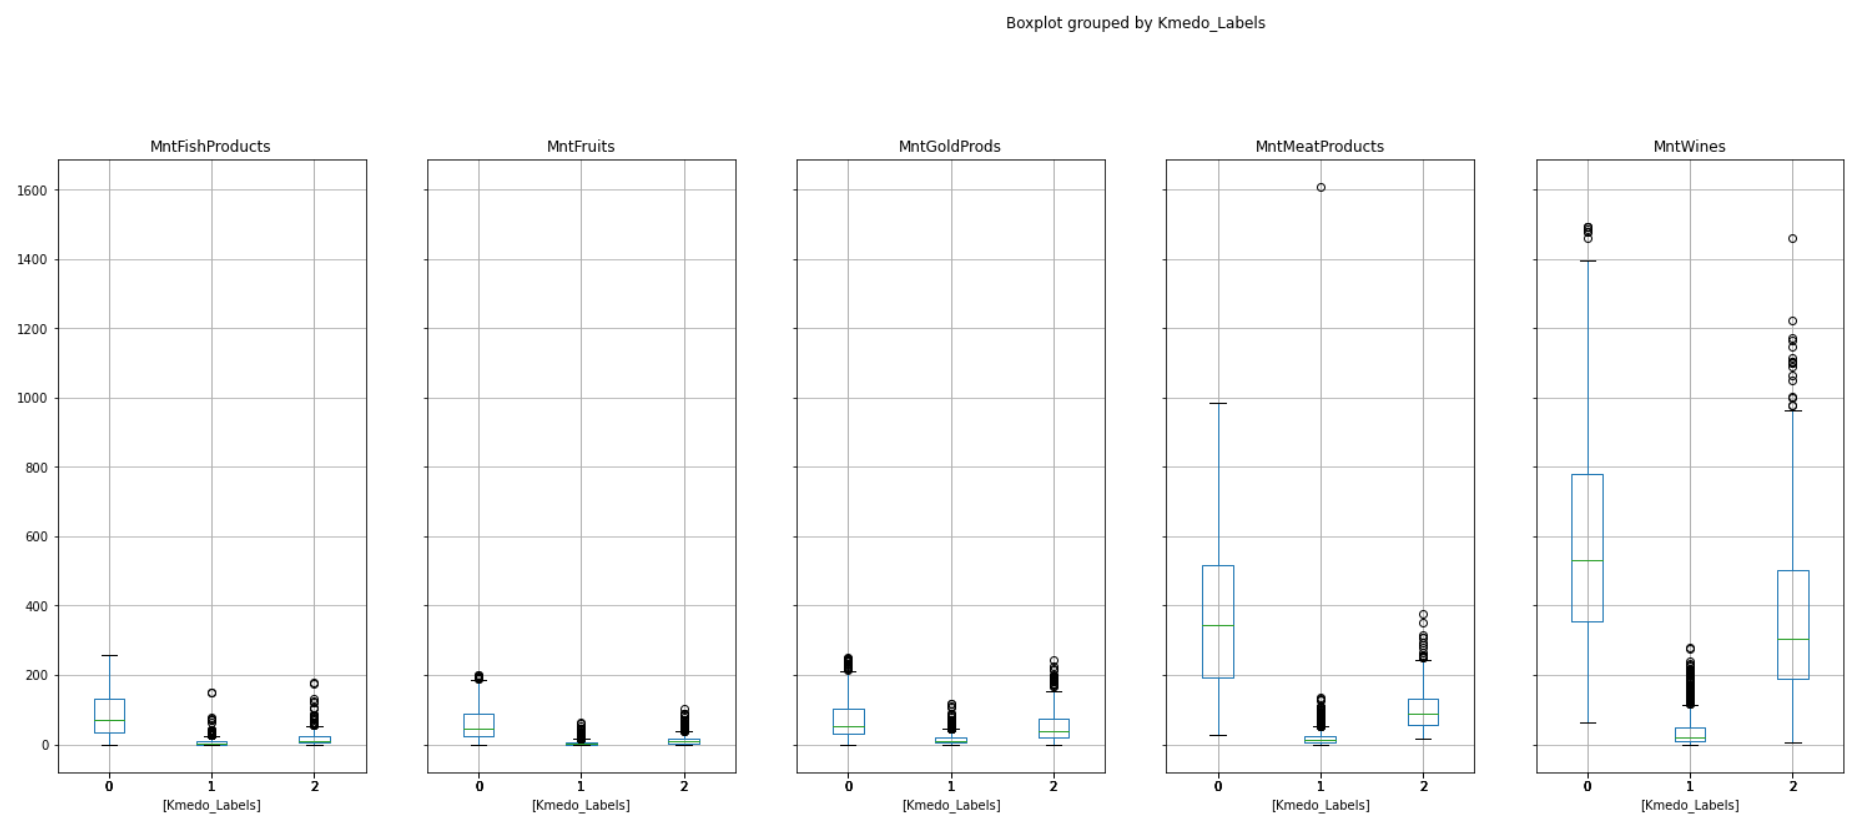 Boxplot grouped by Kmedo_Labels
MntFishProducts MntFruits MntGoldProds MntMeatProducts MntWines
1600
1400
1200
1000
800
600
400
200
0
0 1 2 0 1 2 0 1 2 0 1 2 0 1 2
[Kmedo_Labels] [Kmedo_Labels] [Kmedo_Labels] [Kmedo_Labels] [Kmedo_Labels]